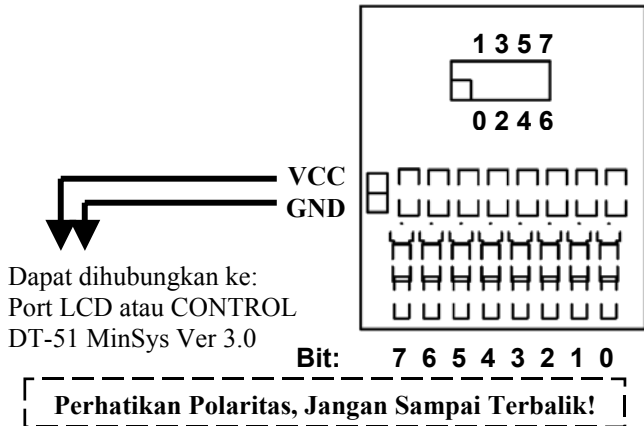 1 3 5 7
0 2 4 6
VCC
GND
Dapat dihubungkan ke:
Port LCD atau CONTROL
DT-51 MinSys Ver 3.0
Bit: 7 6 5 4 3 2 1 0
Perhatikan Polaritas, Jangan Sampai Terbalik!